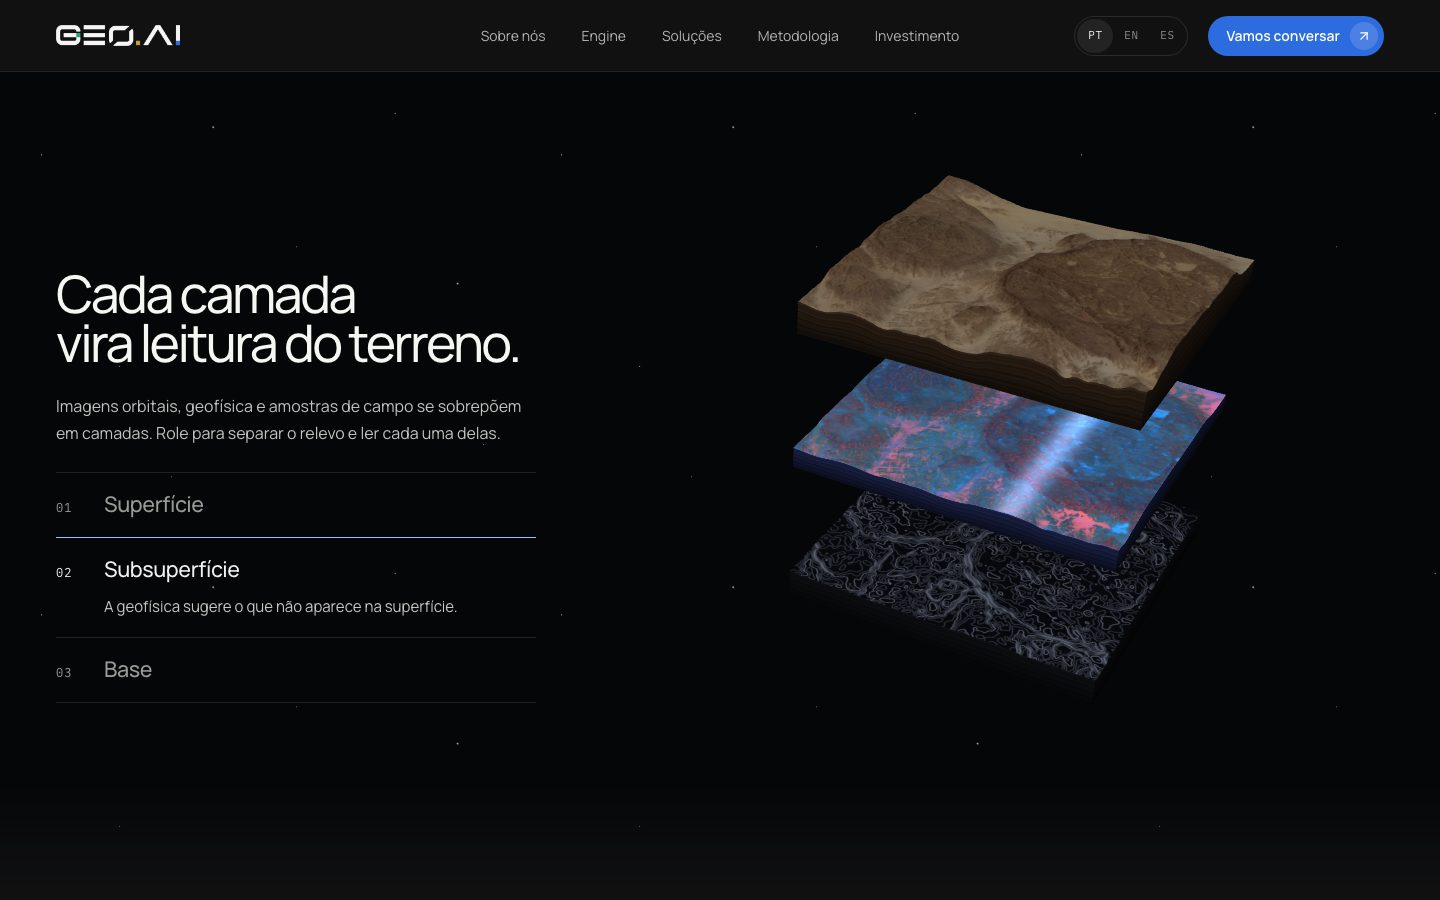 GEO.AI
Sobre nós
Engine
Soluções
Metodologia
Investimento
PT
EN
ES
Vamos conversar
Cada camada
vira leitura do terreno.
Imagens orbitais, geofísica e amostras de campo se sobrepõem
em camadas. Role para separar o relevo e ler cada uma delas.
01 Superfície
02 Subsuperfície
A geofísica sugere o que não aparece na superfície.
03 Base